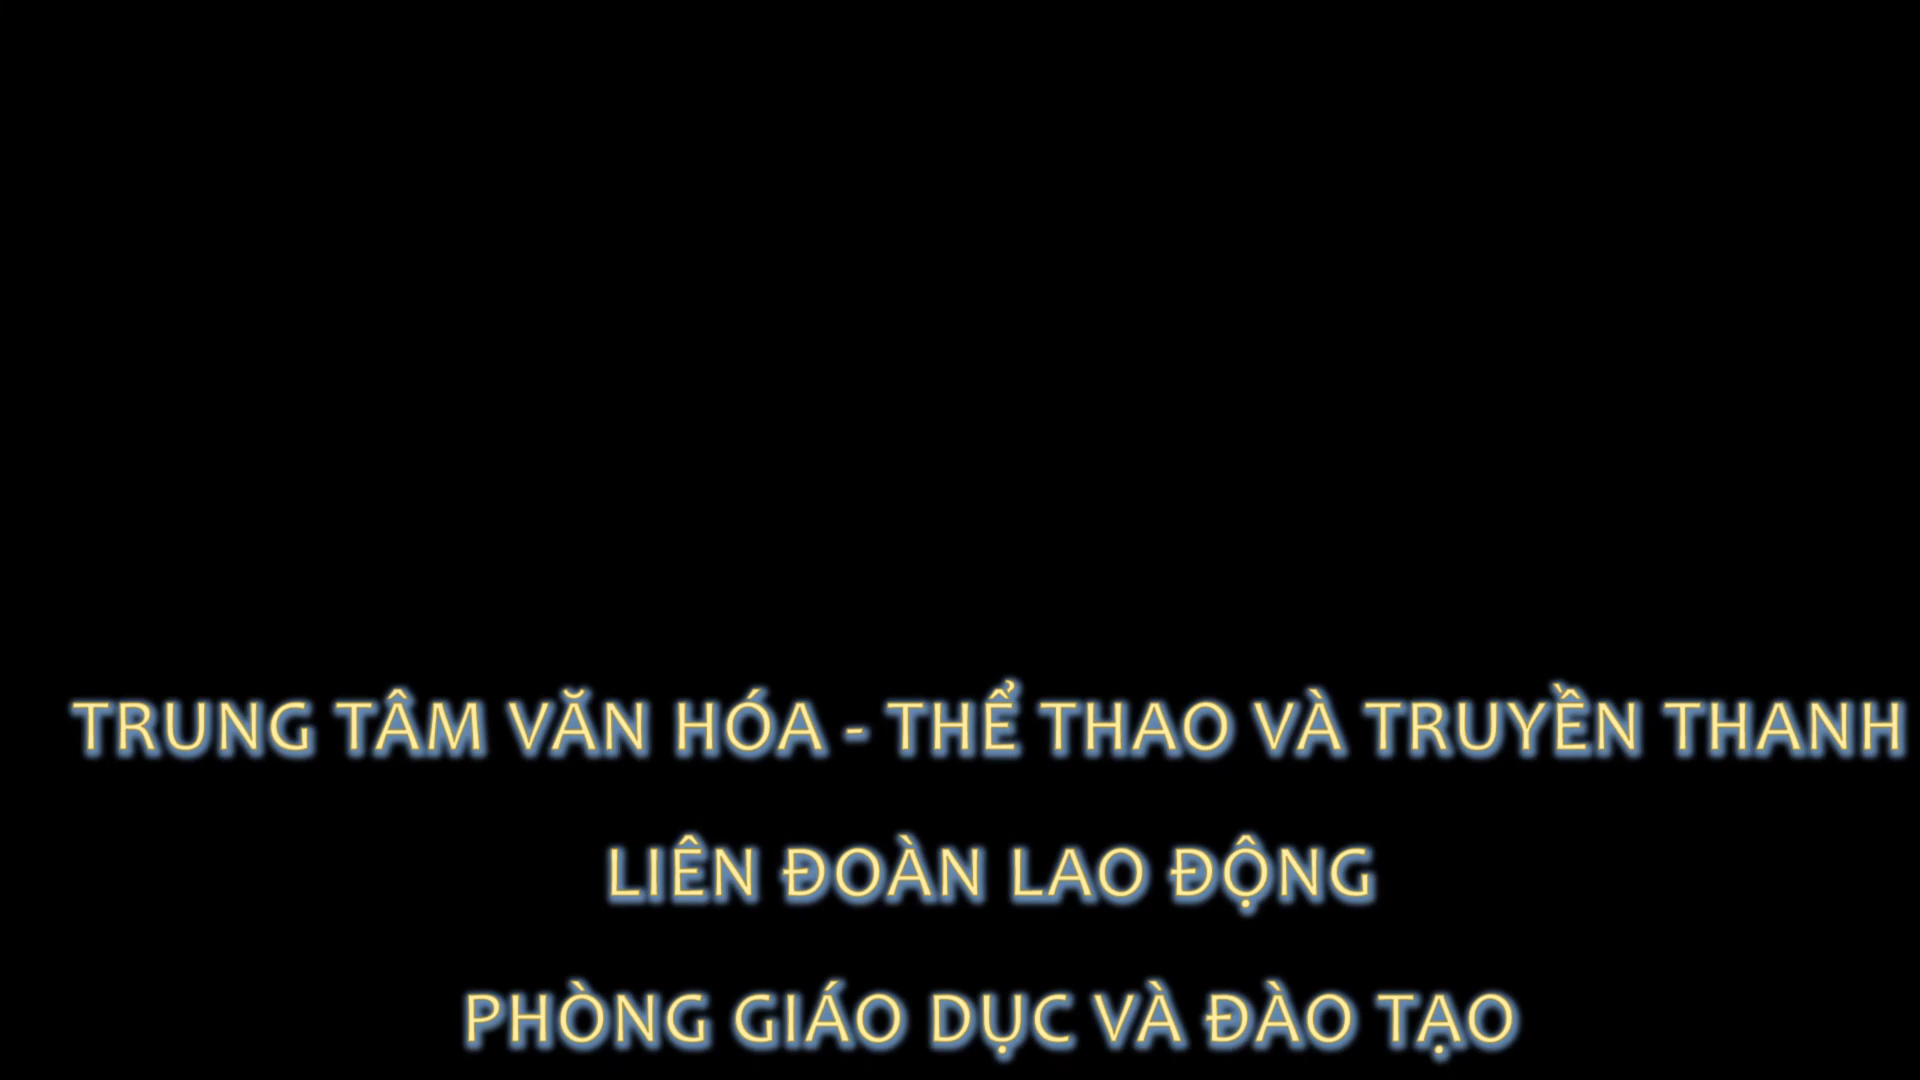 TRUNG TÂM VĂN HÓA - THỂ THAO VÀ TRUYỀN THANH
LIÊN ĐOÀN LAO ĐỘNG
PHÒNG GIÁO DỤC VÀ ĐÀO TẠO